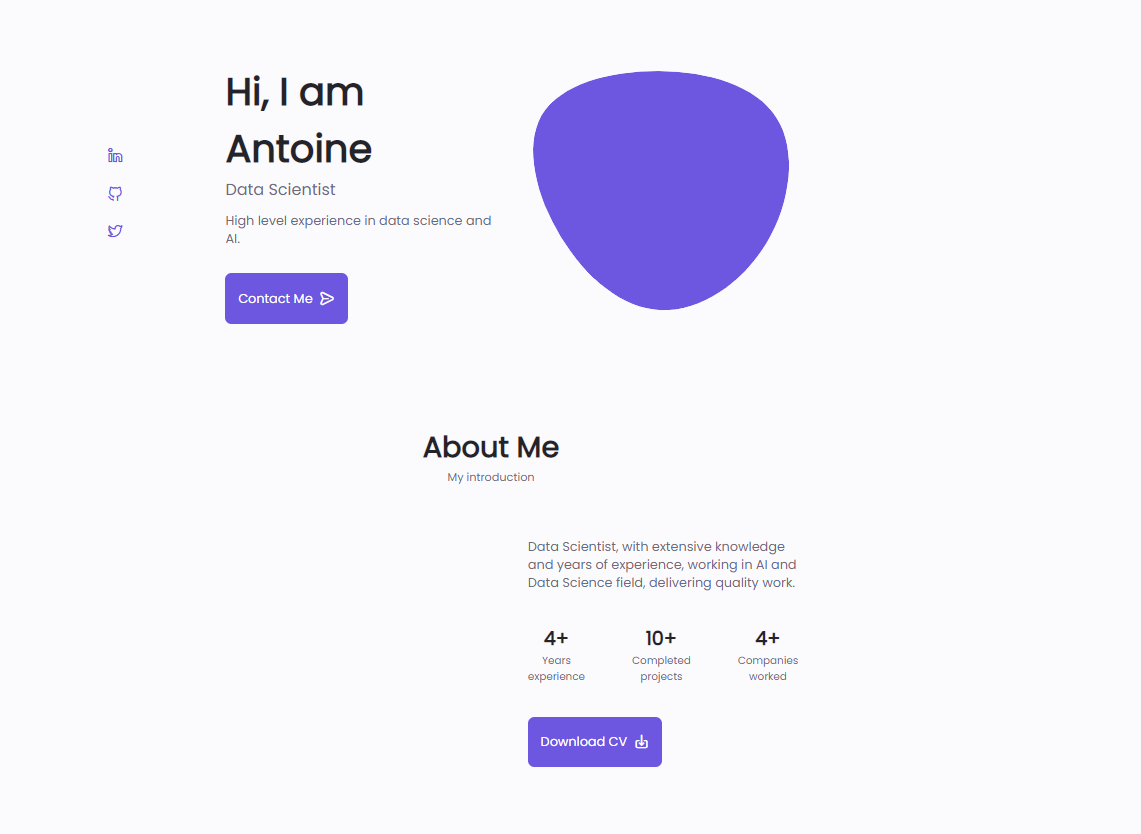 Hi, I am
Antoine
Data Scientist
High level experience in data science and
AI.
Contact Me
About Me
My introduction
Data Scientist, with extensive knowledge
and years of experience, working in AI and
Data Science field, delivering quality work.
4+ 10+ 4+
Years Completed Companies
experience projects worked
Download CV